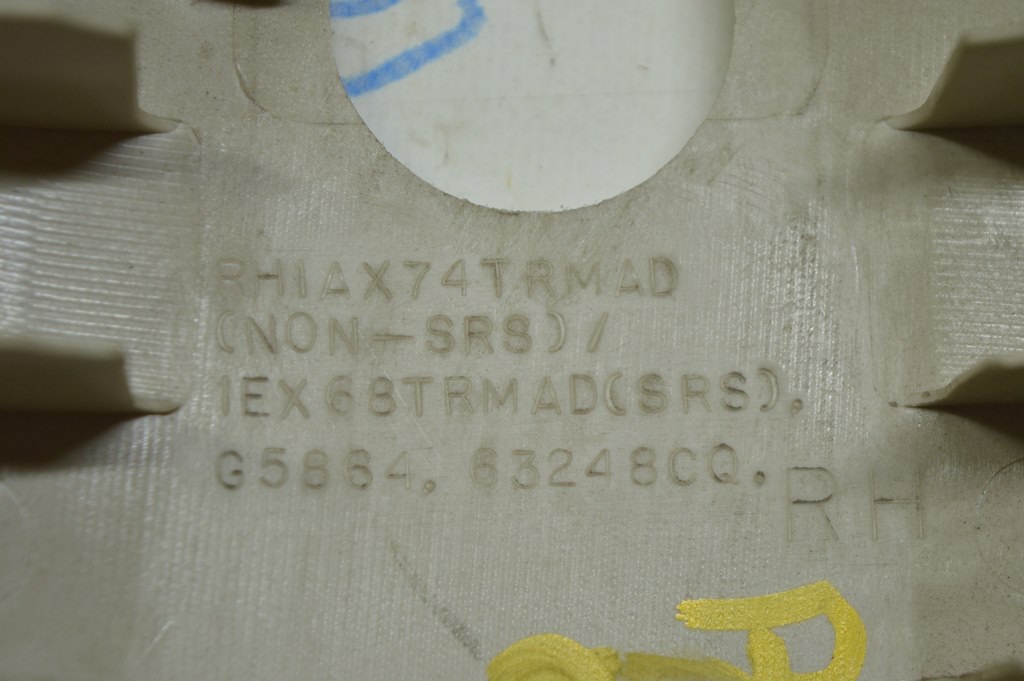 RH1AX74TRMAD
(NON-SRS)/
1EX68TRMAD(SRS),
G5864, 63248CQ.
RH